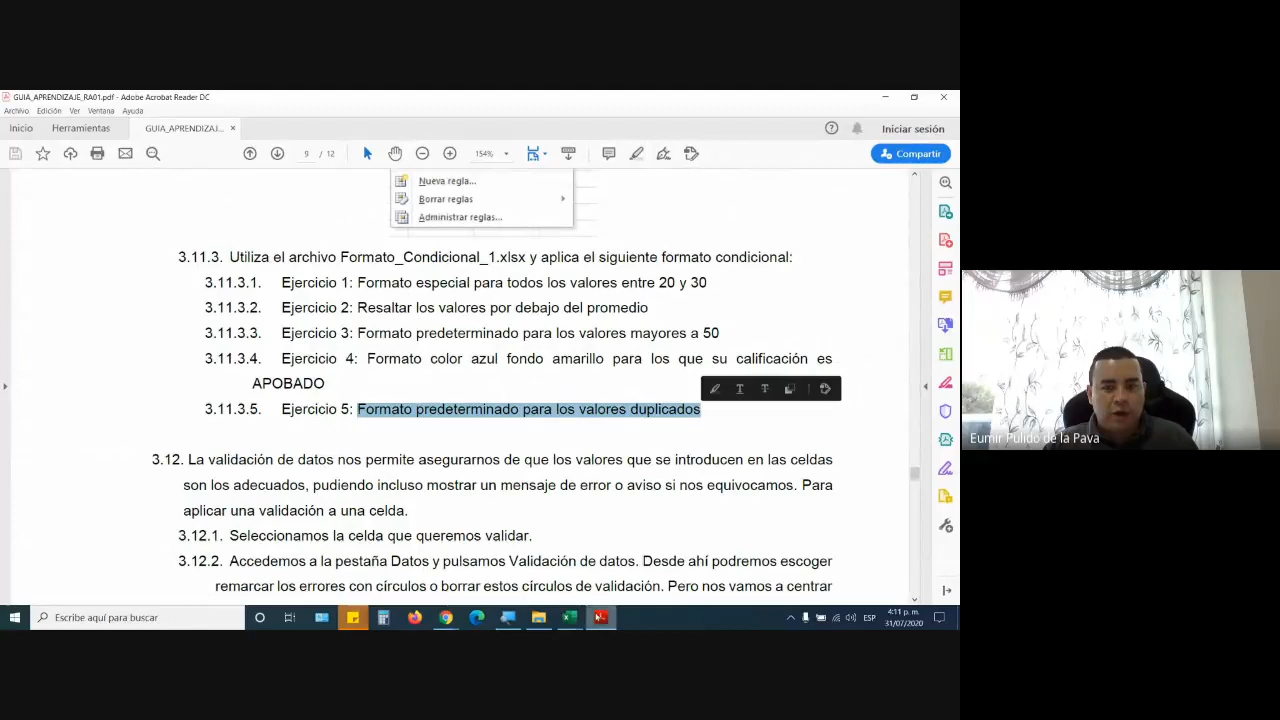 GUIA_APRENDIZAJE_RA01.pdf - Adobe Acrobat Reader DC
Archivo Edición Ver Ventana Ayuda
Inicio Herramientas GUIA_APRENDIZAJ... × Iniciar sesión
9 / 12 154% Compartir
Nueva regla...
Borrar reglas
Administrar reglas...
3.11.3. Utiliza el archivo Formato_Condicional_1.xlsx y aplica el siguiente formato condicional:
3.11.3.1. Ejercicio 1: Formato especial para todos los valores entre 20 y 30
3.11.3.2. Ejercicio 2: Resaltar los valores por debajo del promedio
3.11.3.3. Ejercicio 3: Formato predeterminado para los valores mayores a 50
3.11.3.4. Ejercicio 4: Formato color azul fondo amarillo para los que su calificación es
APOBADO
3.11.3.5. Ejercicio 5: Formato predeterminado para los valores duplicados
3.12. La validación de datos nos permite asegurarnos de que los valores que se introducen en las celdas
son los adecuados, pudiendo incluso mostrar un mensaje de error o aviso si nos equivocamos. Para
aplicar una validación a una celda.
3.12.1. Seleccionamos la celda que queremos validar.
3.12.2. Accedemos a la pestaña Datos y pulsamos Validación de datos. Desde ahí podremos escoger
remarcar los errores con círculos o borrar estos círculos de validación. Pero nos vamos a centrar
Eumir Pulido de la Pava
Escribe aquí para buscar
ESP
4:11 p. m.
31/07/2020